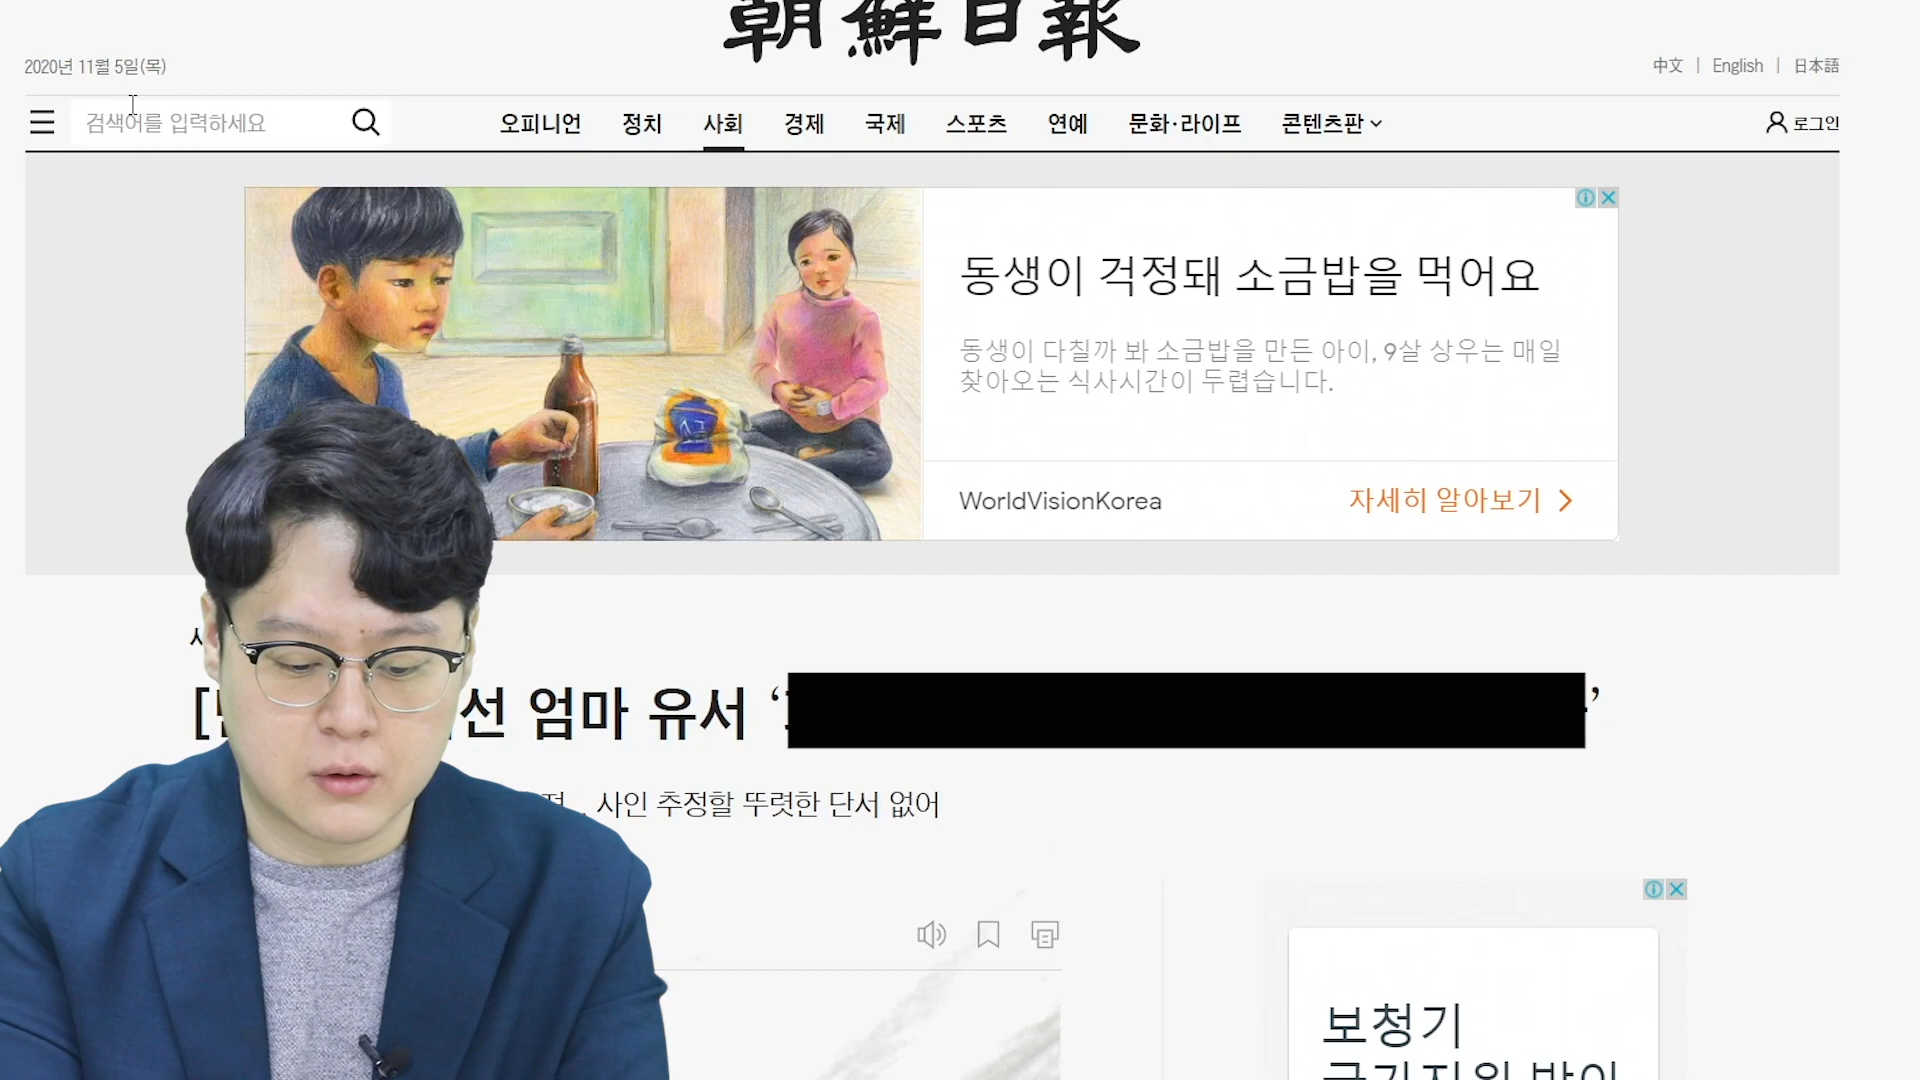 朝鮮日報
2020년 11월 5일(목)
中文 | English | 日本語
검색어를 입력하세요
오피니언 정치 사회 경제 국제 스포츠 연예 문화·라이프 콘텐츠판
로그인
동생이 걱정돼 소금밥을 먹어요
동생이 다칠까 봐 소금밥을 만든 아이, 9살 상우는 매일
찾아오는 식사시간이 두렵습니다.
WorldVisionKorea
자세히 알아보기
선 엄마 유서 ‘ ’
사인 추정할 뚜렷한 단서 없어
보청기